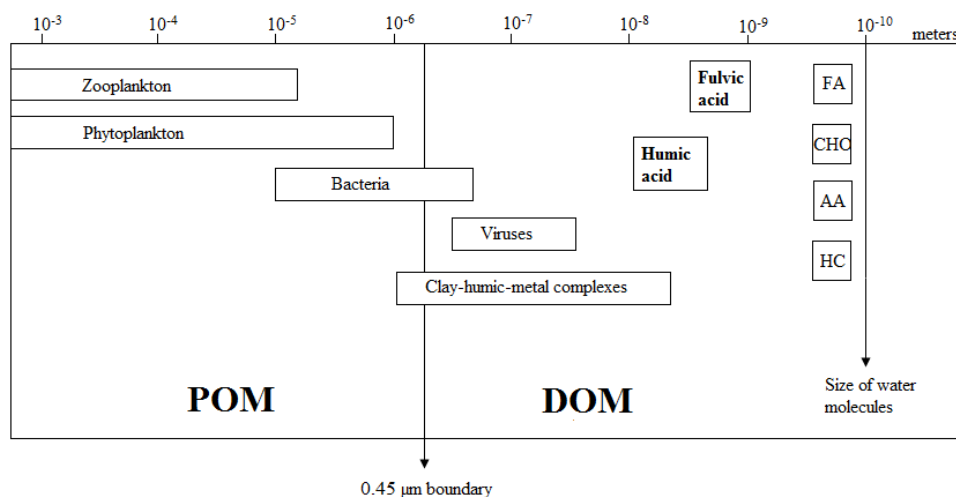 10⁻³ 10⁻⁴ 10⁻⁵ 10⁻⁶ 10⁻⁷ 10⁻⁸ 10⁻⁹ 10⁻¹⁰ meters
Zooplankton
Phytoplankton
Bacteria
Viruses
Clay-humic-metal complexes
Fulvic
acid
Humic
acid
FA
CHO
AA
HC
POM
DOM
Size of water
molecules
0.45 μm boundary